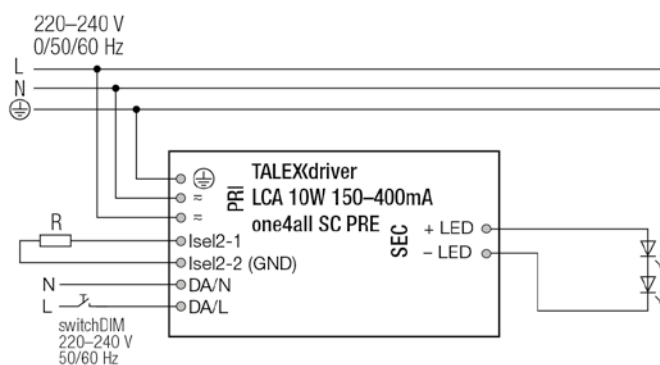 220–240 V
0/50/60 Hz
L
N
TALEXXdriver
LCA 10W 150–400mA
one4all SC PRE
PRI
≂
≂
R
Isel2-1
Isel2-2 (GND)
N
DA/N
L
DA/L
SEC
+ LED
– LED
switchDIM
220–240 V
50/60 Hz